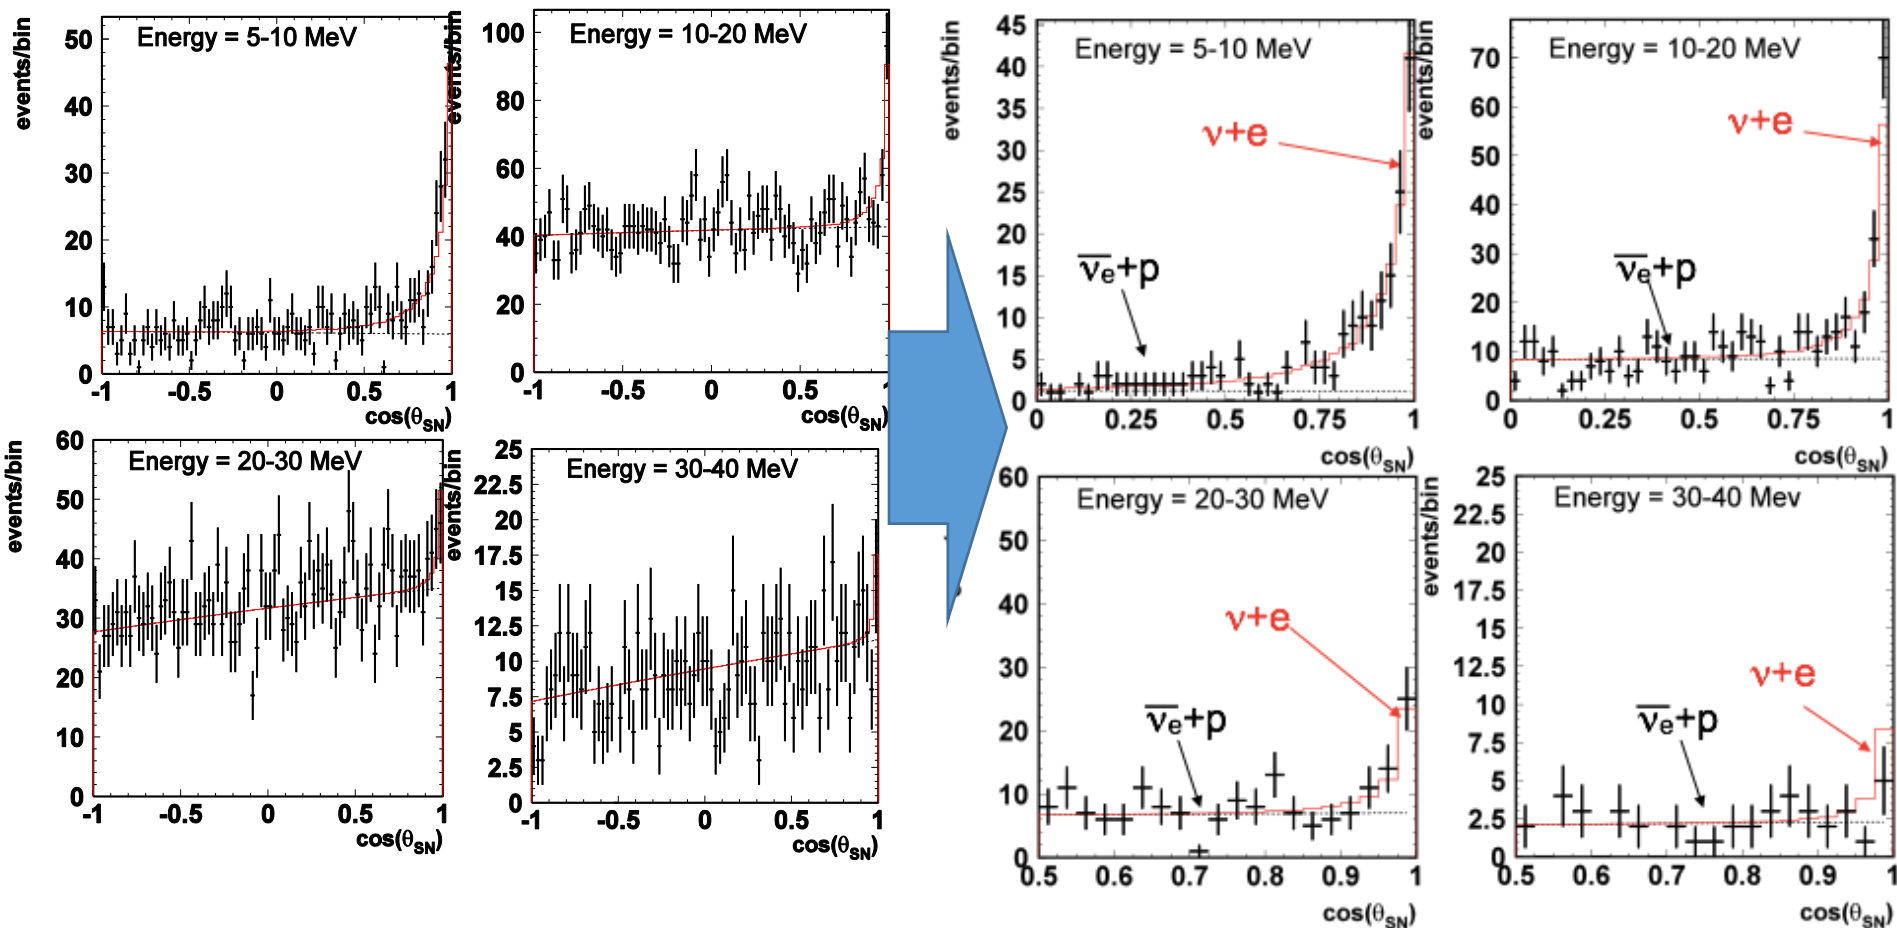 Energy = 5-10 MeV
events/bin
50
40
30
20
10
0
-1 -0.5 0 0.5 1
cos(θSN)
Energy = 10-20 MeV
events/bin
100
80
60
40
20
0
-1 -0.5 0 0.5
cos(θSN)
Energy = 20-30 MeV
events/bin
60
50
40
30
20
10
0
-1 -0.5 0 0.5 1
cos(θSN)
Energy = 30-40 MeV
events/bin
25
22.5
20
17.5
15
12.5
10
7.5
5
2.5
0
-1 -0.5 0 0.5 1
cos(θSN)
Energy = 5-10 MeV
events/bin
45
40
35
30
25
20
15
10
5
0
ν+e
ν̅e+p
0 0.25 0.5 0.75 1
cos(θSN)
Energy = 10-20 MeV
events/bin
70
60
50
40
30
20
10
0
ν+e
ν̅e+p
0 0.25 0.5 0.75 1
cos(θSN)
Energy = 20-30 MeV
events/bin
60
50
40
30
20
10
0
ν+e
ν̅e+p
0.5 0.6 0.7 0.8 0.9 1
cos(θSN)
Energy = 30-40 Mev
events/bin
25
22.5
20
17.5
15
12.5
10
7.5
5
2.5
0
ν+e
ν̅e+p
0.5 0.6 0.7 0.8 0.9 1
cos(θSN)